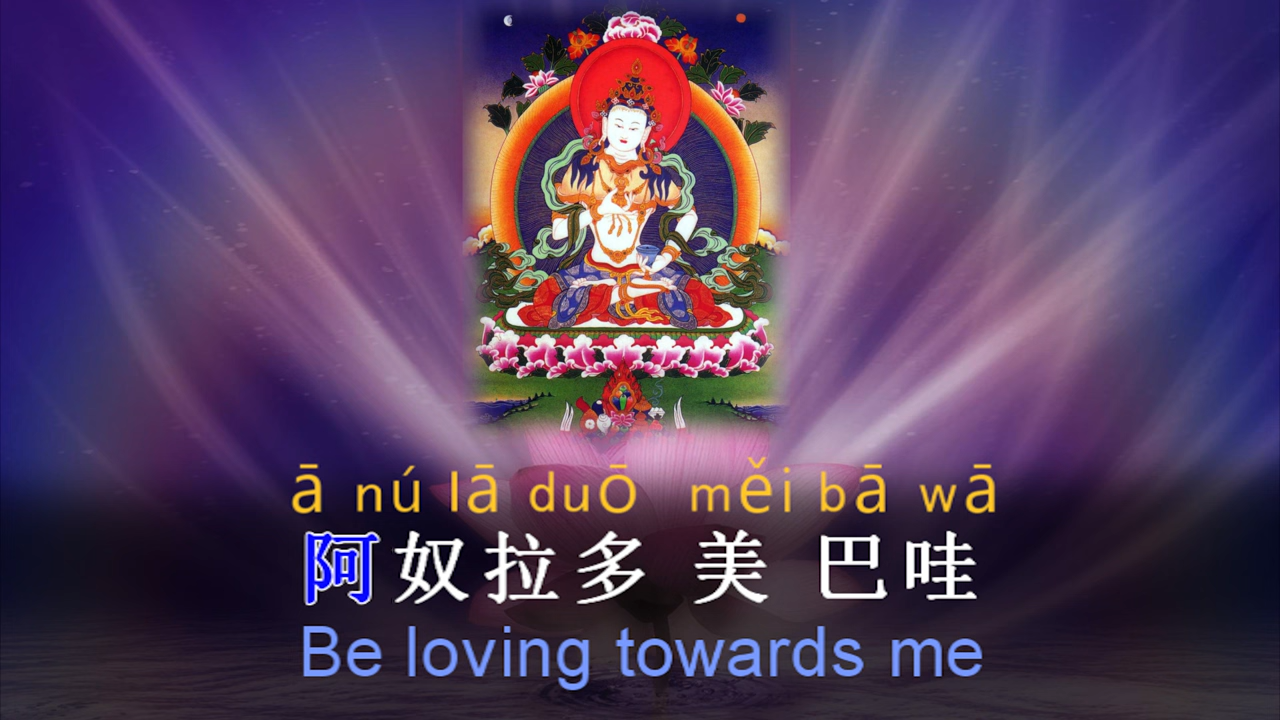 ā nú lā duō měi bā wā
阿奴拉多 美 巴哇
Be loving towards me